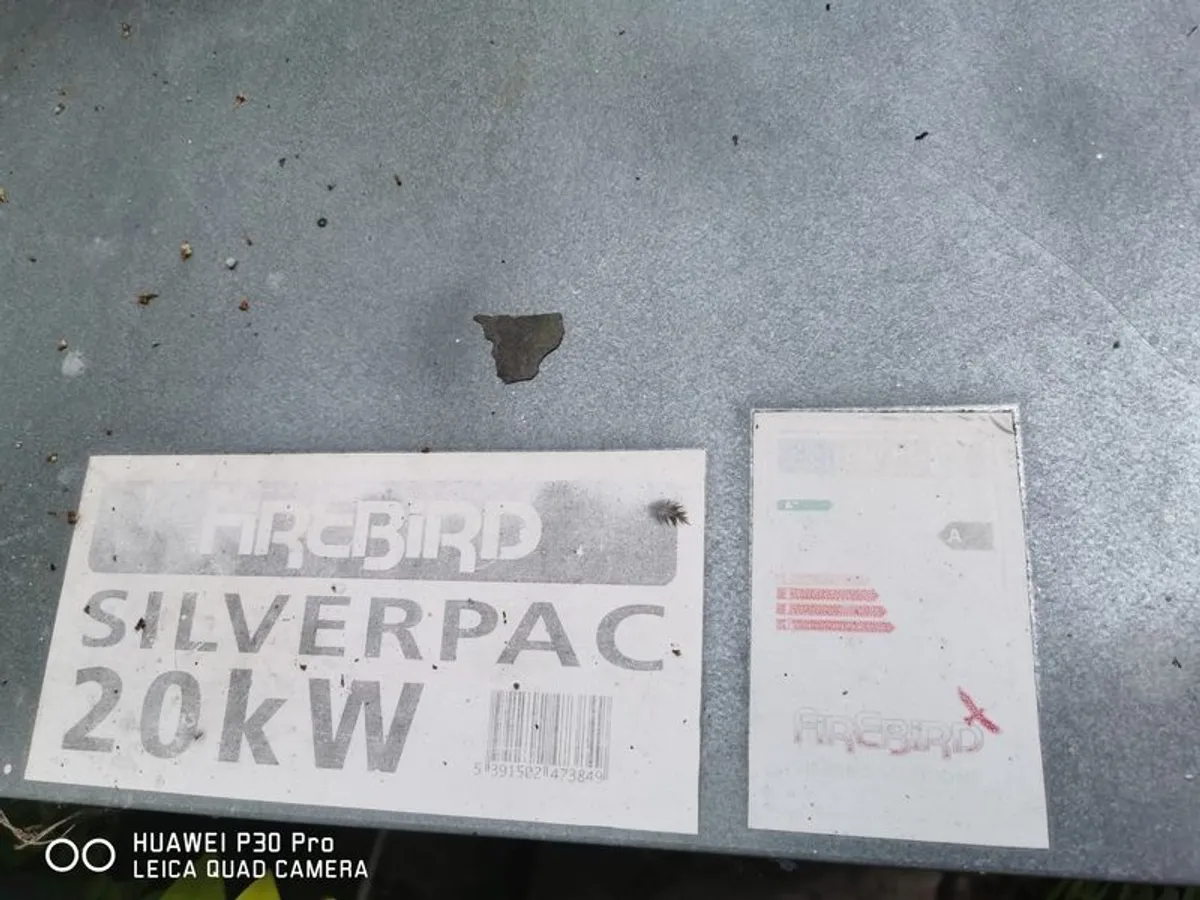 FIREBIRD
SILVERPAC
20kW
5 391502 473849
A
FIREBIRD
HUAWEI P30 Pro
LEICA QUAD CAMERA